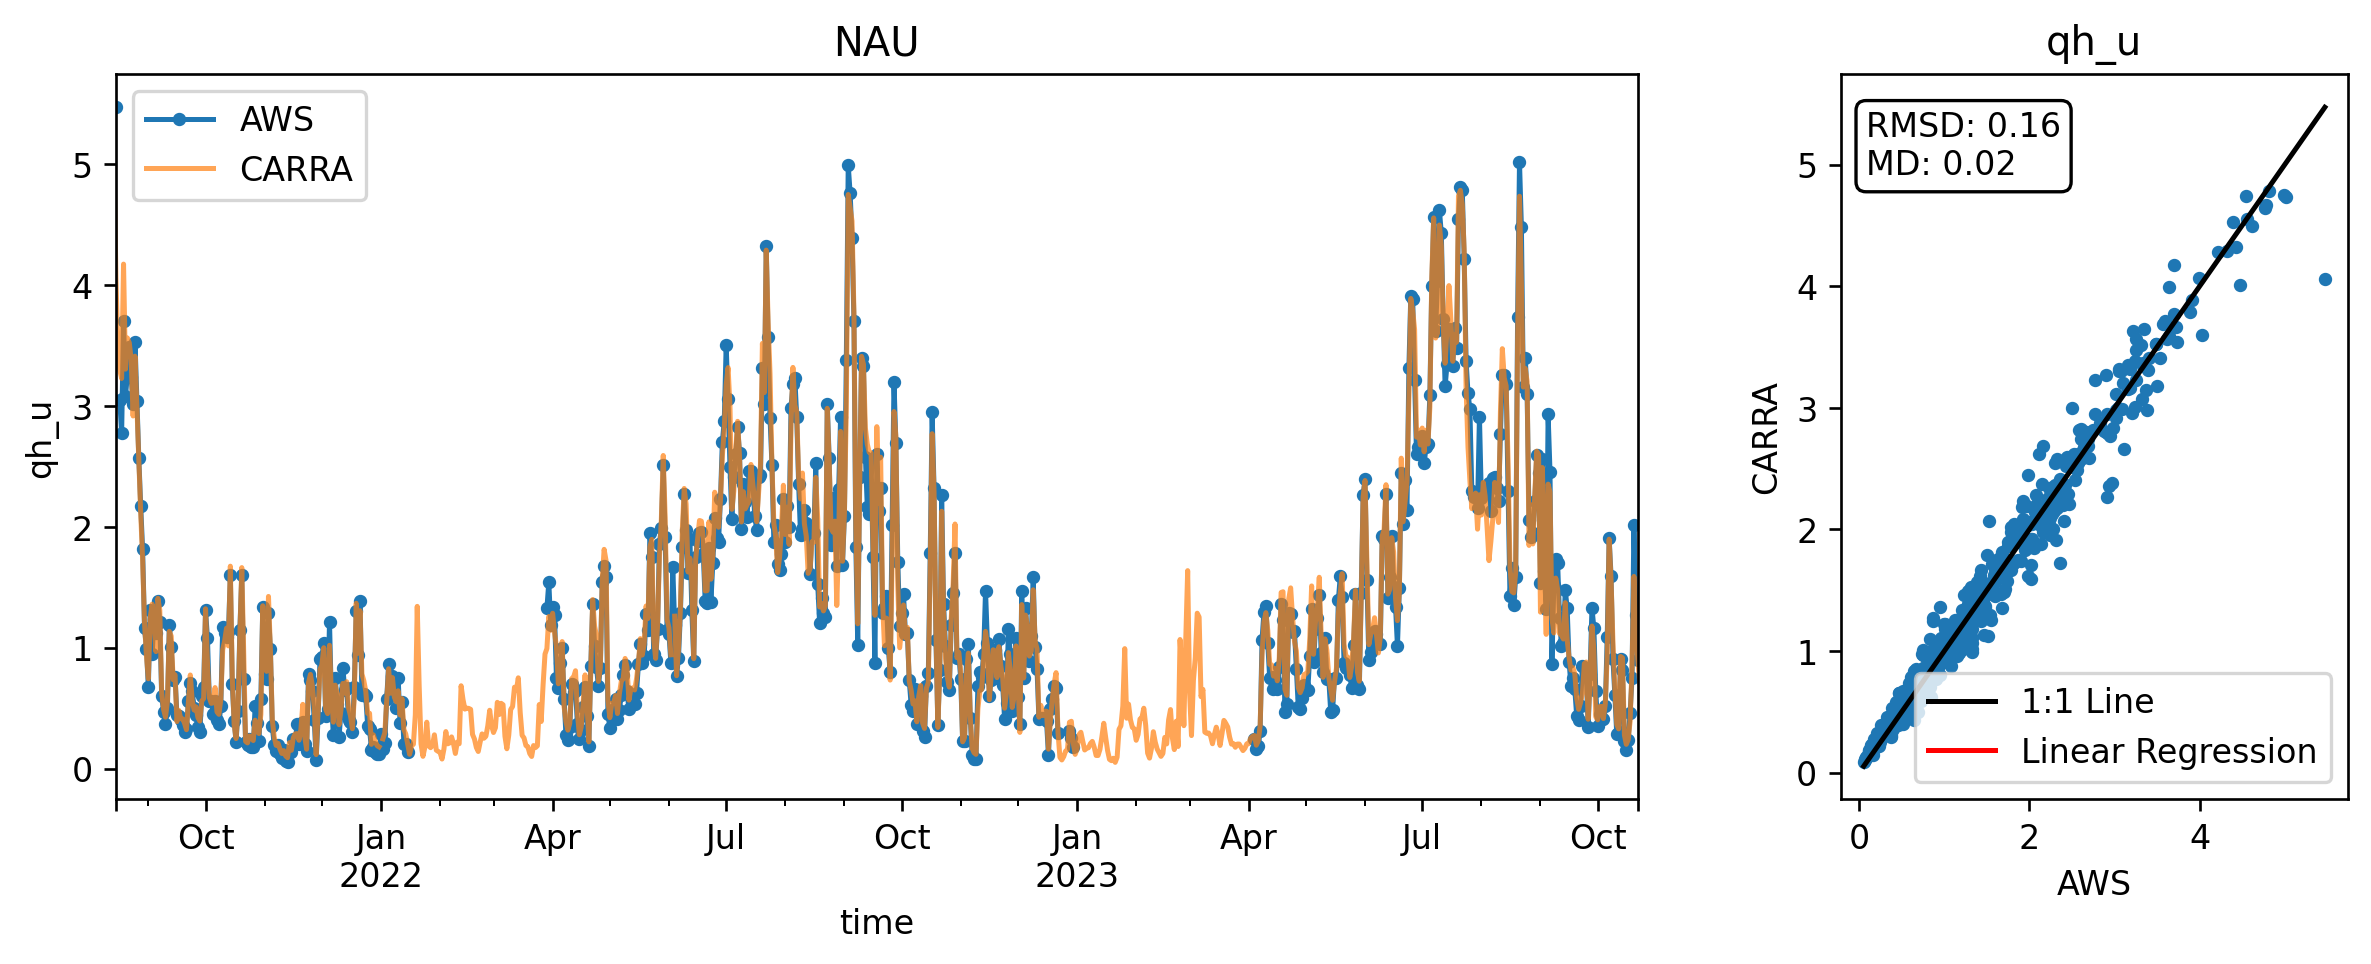 NAU
AWS
CARRA
qh_u
5
4
3
2
1
0
Oct
Jan
2022
Apr
Jul
Oct
Jan
2023
Apr
Jul
Oct
time
qh_u
RMSD: 0.16
MD: 0.02
CARRA
5
4
3
2
1
0
1:1 Line
Linear Regression
0
2
4
AWS